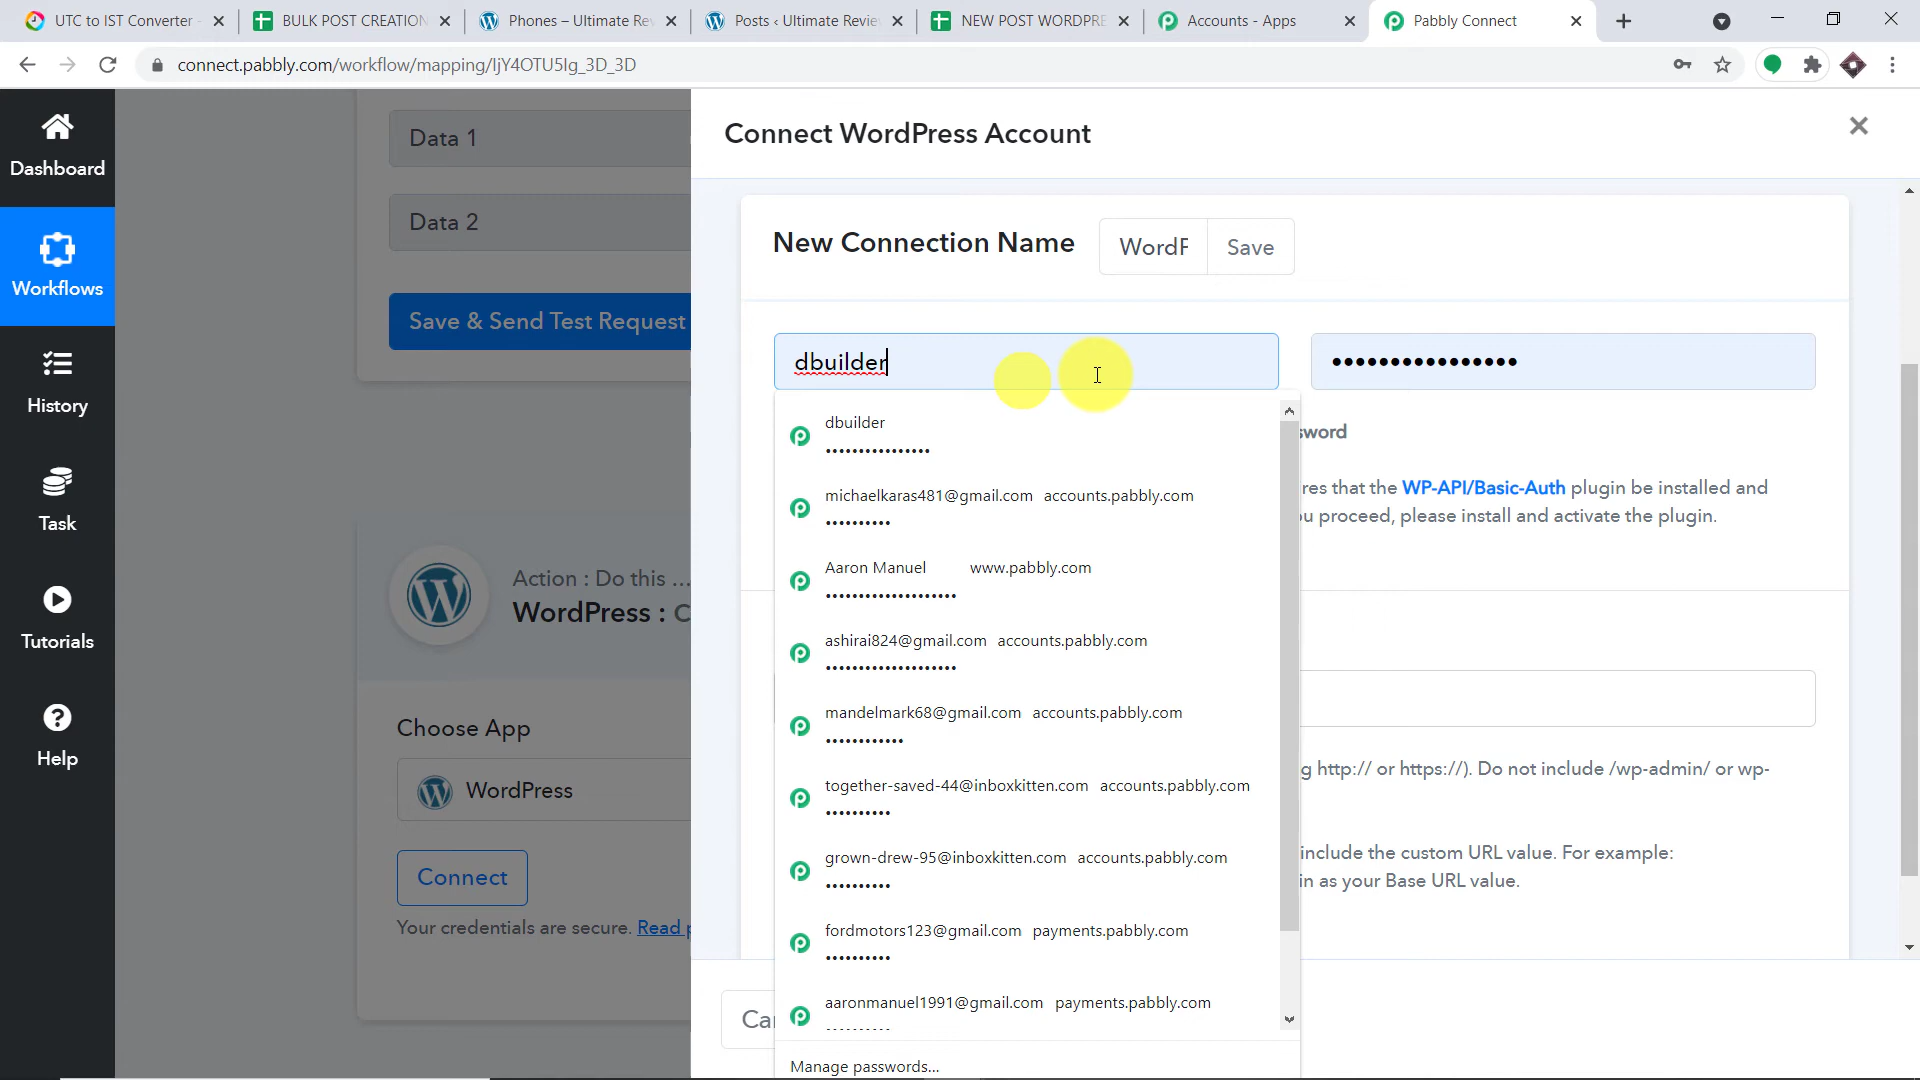 UTC to IST Converter -
BULK POST CREATION
Phones – Ultimate Re
Posts ‹ Ultimate Revie
NEW POST WORDPRE
Accounts - Apps
Pabbly Connect
connect.pabbly.com/workflow/mapping/IjY4OTU5Ig_3D_3D
Dashboard
Workflows
History
Task
Tutorials
Help
Data 1
Data 2
Save & Send Test Request
Action : Do this ...
WordPress : C
Choose App
WordPress
Connect
Your credentials are secure. Read p
Connect WordPress Account
New Connection Name
WordF
Save
dbuilder
••••••••••••••••
dbuilder
••••••••••••••••
michaelkaras481@gmail.com accounts.pabbly.com
••••••••••
Aaron Manuel www.pabbly.com
••••••••••••••••••••
ashirai824@gmail.com accounts.pabbly.com
••••••••••••••••••••
mandelmark68@gmail.com accounts.pabbly.com
••••••••••••
together-saved-44@inboxkitten.com accounts.pabbly.com
••••••••••
grown-drew-95@inboxkitten.com accounts.pabbly.com
••••••••••
fordmotors123@gmail.com payments.pabbly.com
••••••••••
aaronmanuel1991@gmail.com payments.pabbly.com
Manage passwords...
sword
res that the WP-API/Basic-Auth plugin be installed and
u proceed, please install and activate the plugin.
g http:// or https://). Do not include /wp-admin/ or wp-
include the custom URL value. For example:
in as your Base URL value.
Car